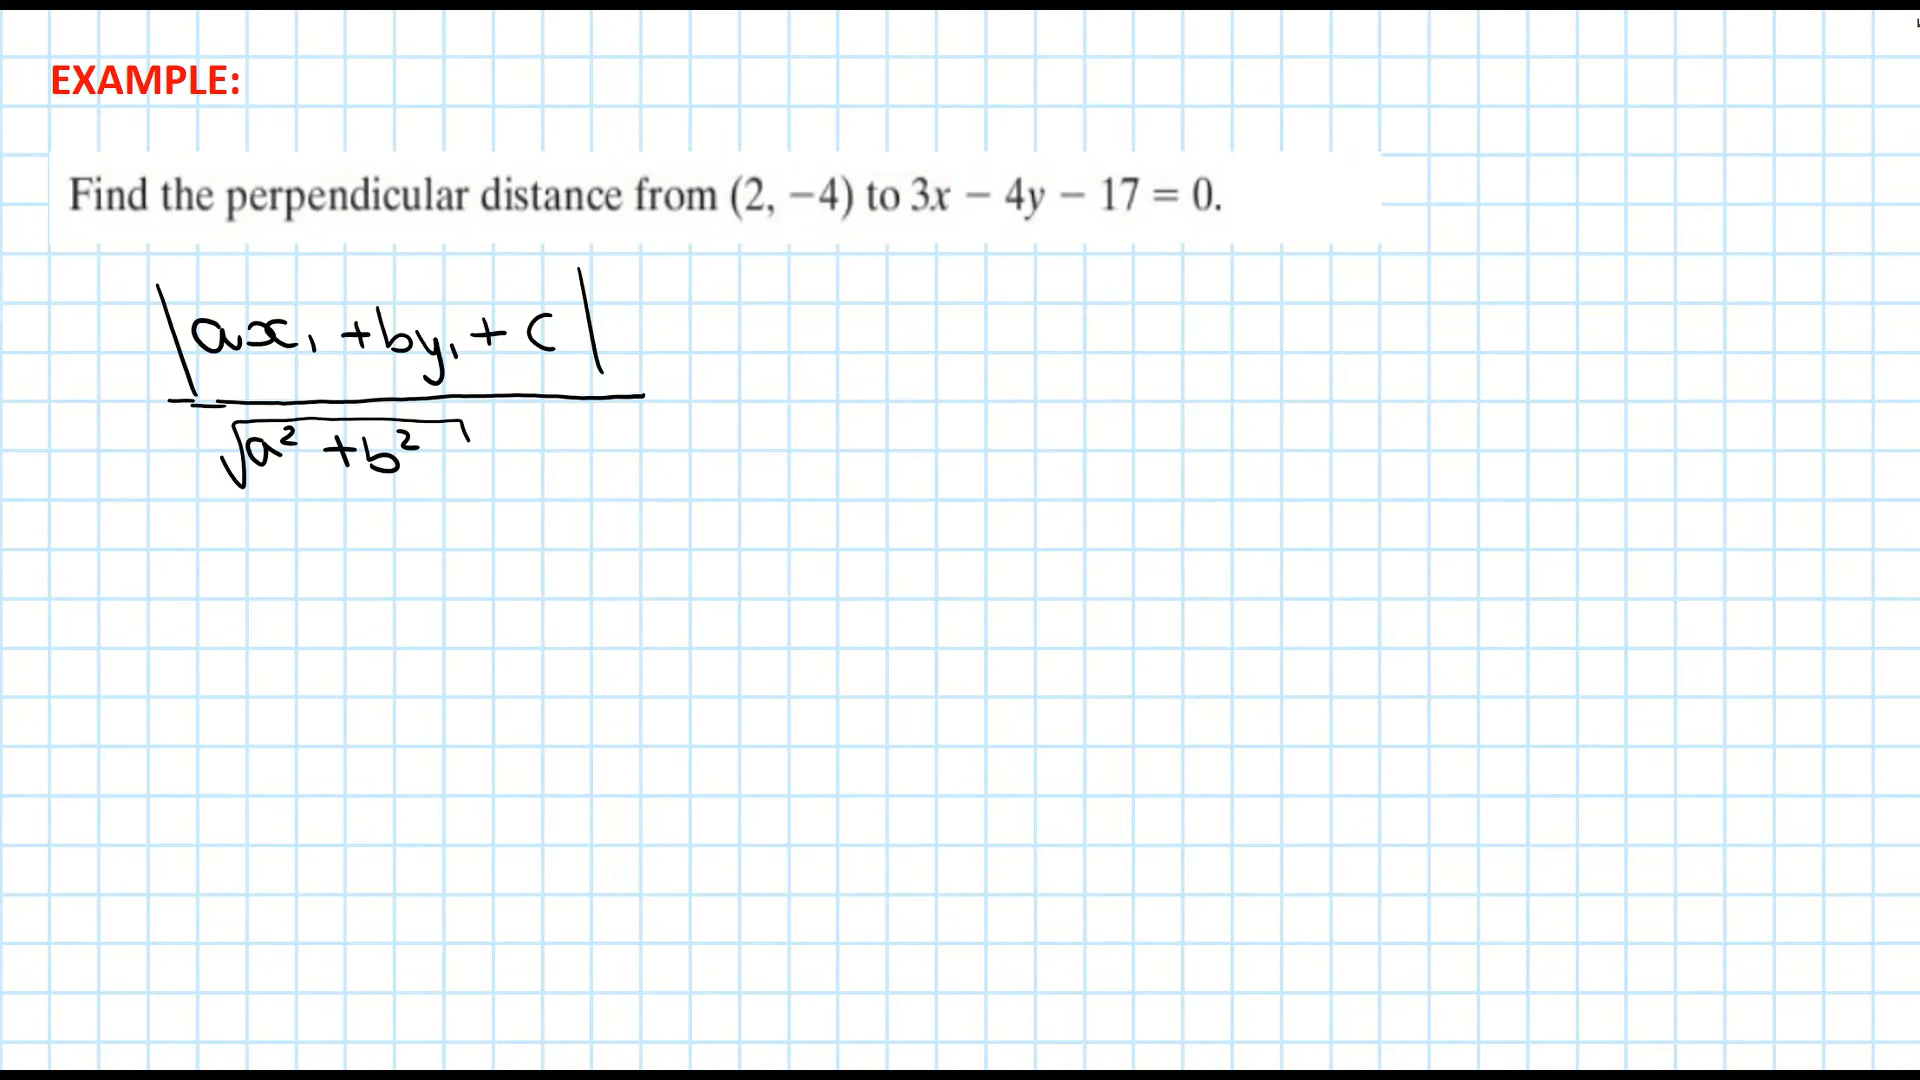 EXAMPLE:
Find the perpendicular distance from (2, −4) to 3x − 4y − 17 = 0.
|ax₁ + by₁ + c|
√a² + b²